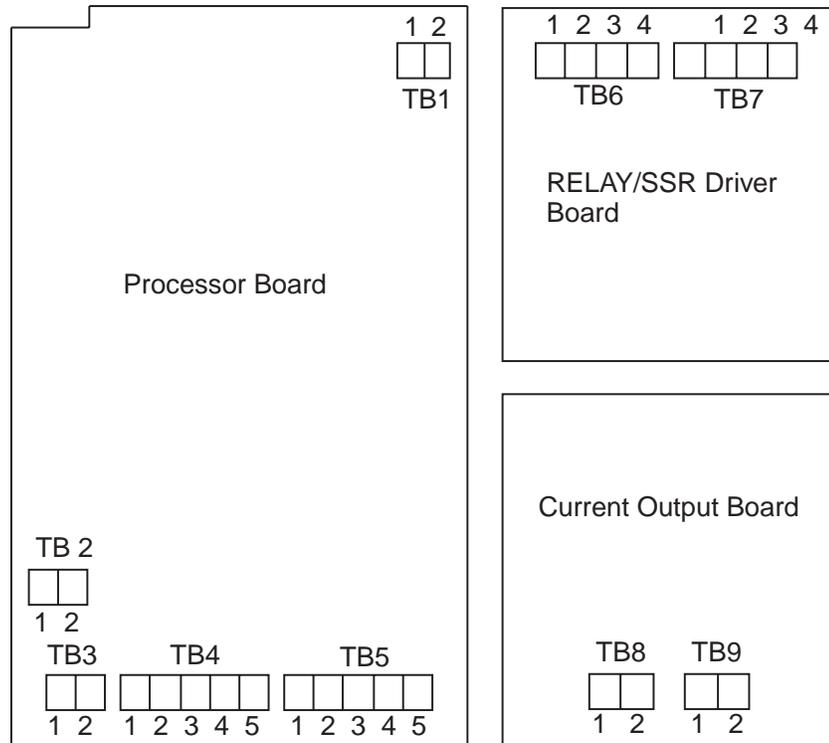 1 2
TB1
Processor Board
TB 2
1 2
TB3 TB4 TB5
1 2 1 2 3 4 5 1 2 3 4 5
1 2 3 4 1 2 3 4
TB6 TB7
RELAY/SSR Driver
Board
Current Output Board
TB8 TB9
1 2 1 2